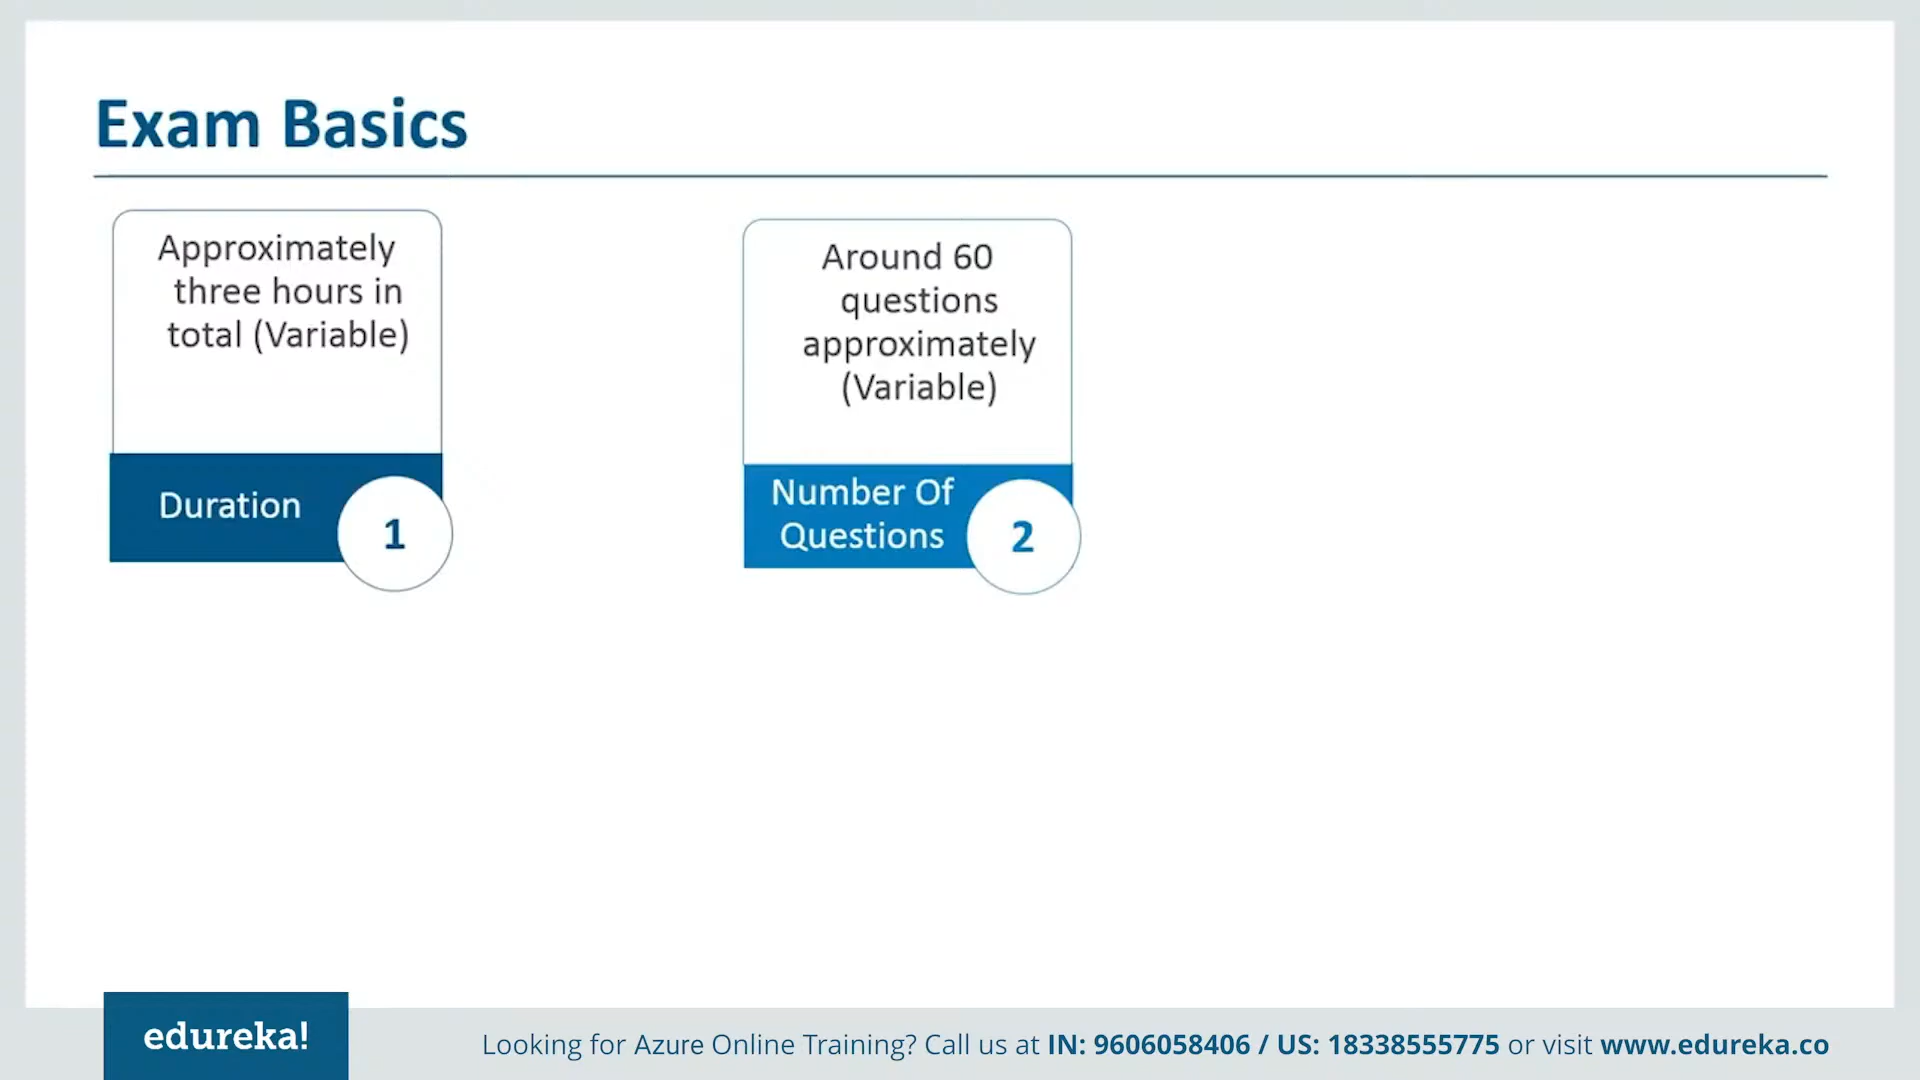 Exam Basics
Approximately
three hours in
total (Variable)
Duration
1
Around 60
questions
approximately
(Variable)
Number Of
Questions
2
edureka!
Looking for Azure Online Training? Call us at IN: 9606058406 / US: 18338555775 or visit www.edureka.co